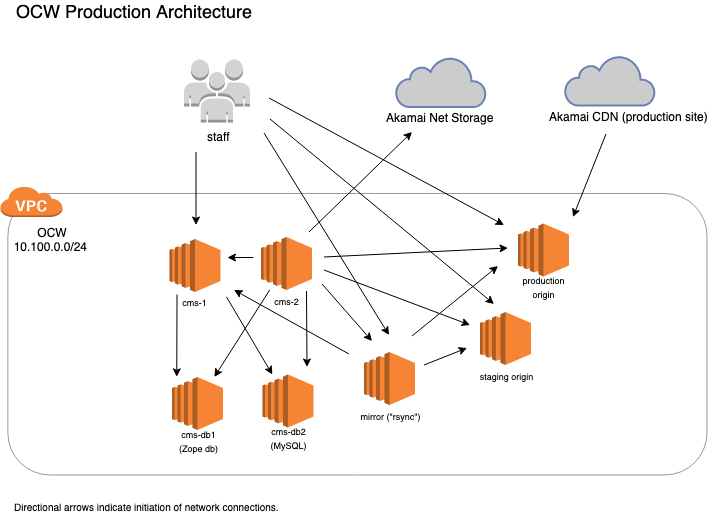 OCW Production Architecture
staff
Akamai Net Storage
Akamai CDN (production site)
VPC
OCW
10.100.0.0/24
cms-1
cms-2
production
origin
staging origin
mirror ("rsync")
cms-db1
(Zope db)
cms-db2
(MySQL)
Directional arrows indicate initiation of network connections.